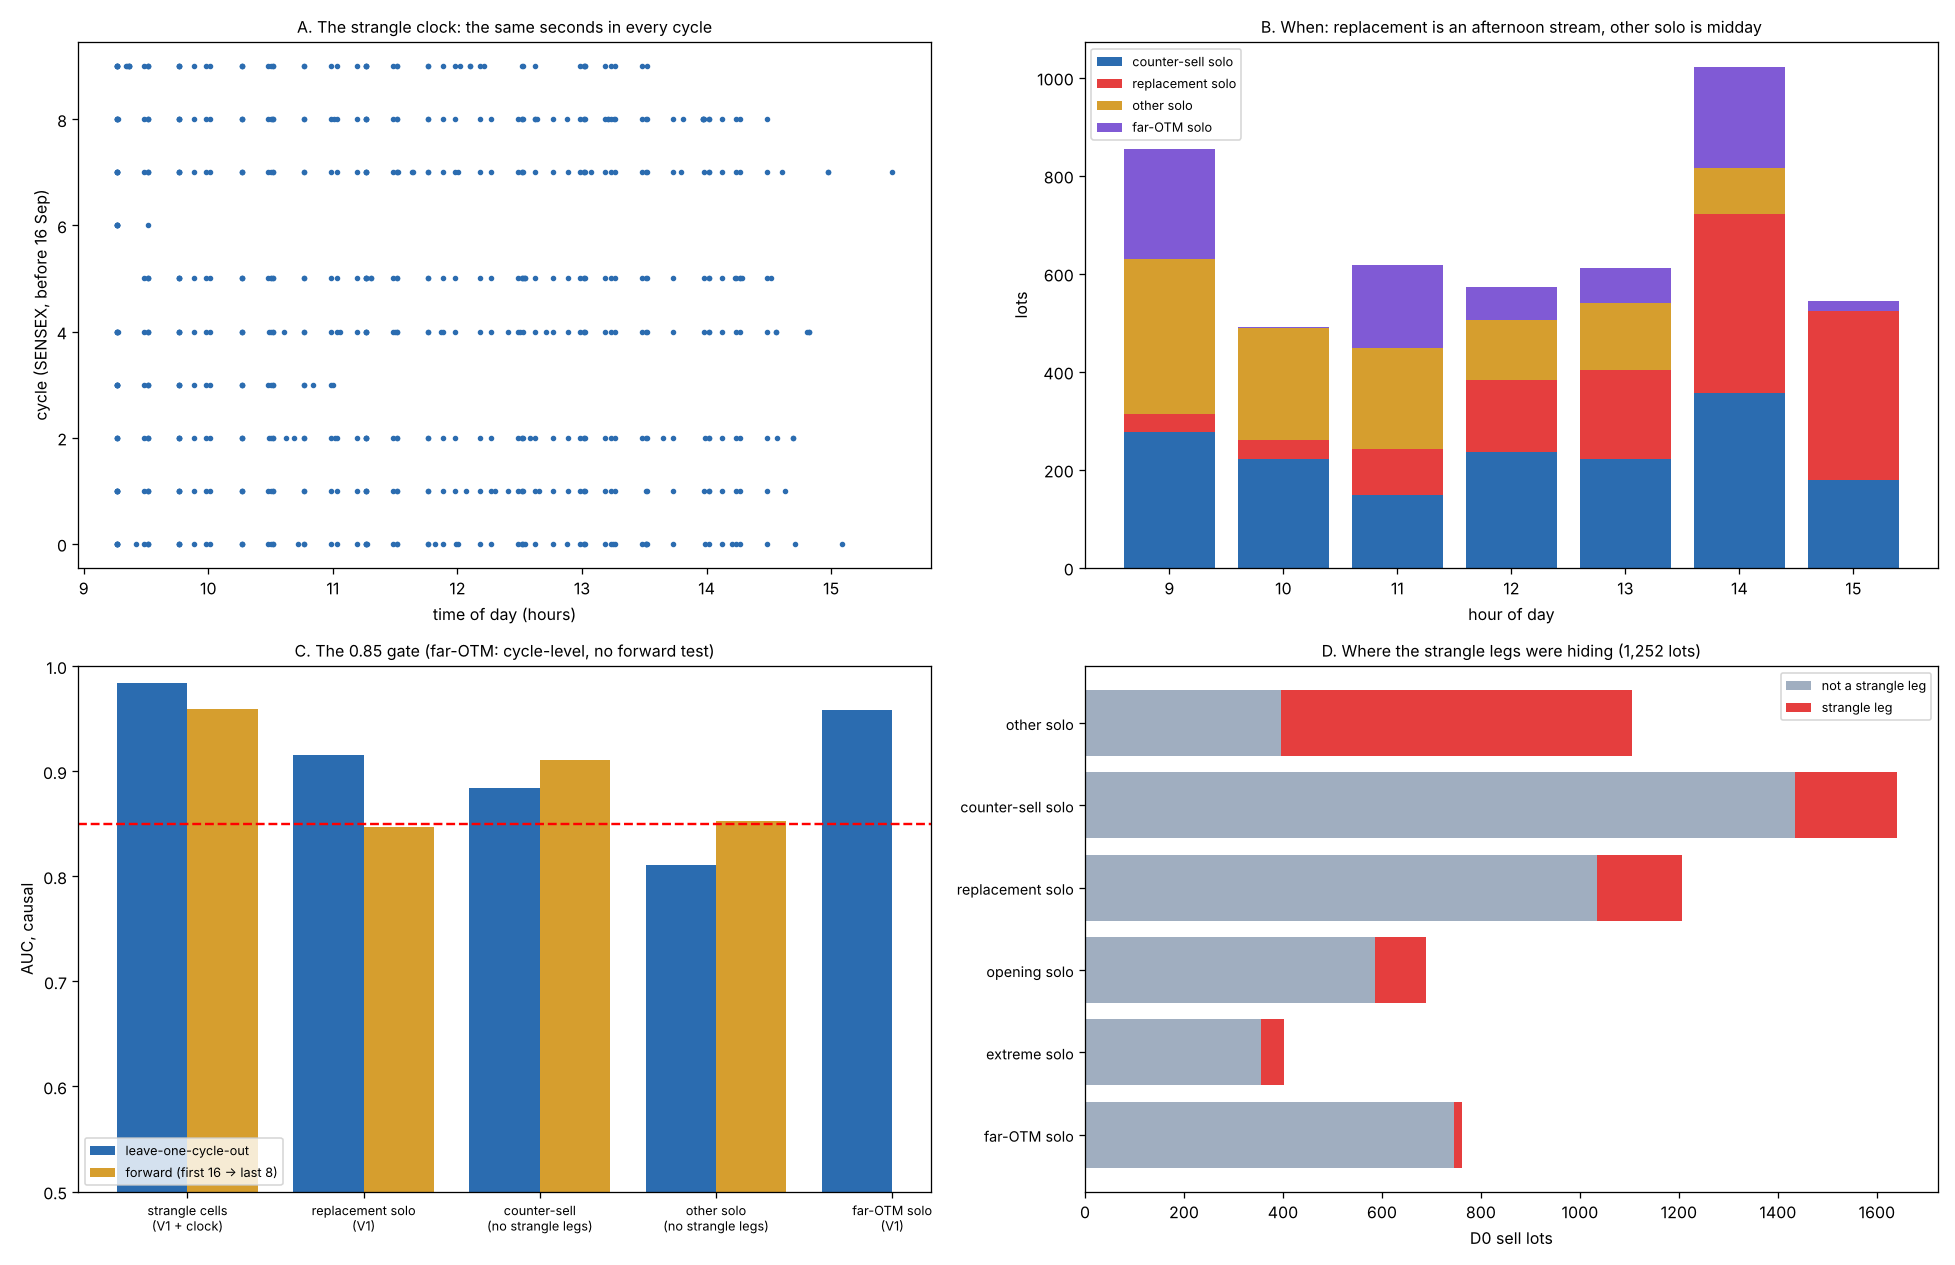 A. The strangle clock: the same seconds in every cycle
cycle (SENSEX, before 16 Sep)
8
6
4
2
0
9
10
11
12
13
14
15
time of day (hours)
B. When: replacement is an afternoon stream, other solo is midday
counter-sell solo
replacement solo
other solo
far-OTM solo
lots
1000
800
600
400
200
0
9
10
11
12
13
14
15
hour of day
C. The 0.85 gate (far-OTM: cycle-level, no forward test)
AUC, causal
1.0
0.9
0.8
0.7
0.6
0.5
leave-one-cycle-out
forward (first 16 → last 8)
strangle cells
(V1 + clock)
replacement solo
(V1)
counter-sell
(no strangle legs)
other solo
(no strangle legs)
far-OTM solo
(V1)
D. Where the strangle legs were hiding (1,252 lots)
not a strangle leg
strangle leg
other solo
counter-sell solo
replacement solo
opening solo
extreme solo
far-OTM solo
0
200
400
600
800
1000
1200
1400
1600
D0 sell lots